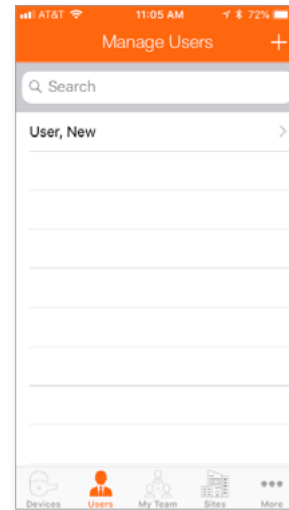 AT&T 11:05 AM 72%
Manage Users +
Search
User, New
Devices Users My Team Sites More